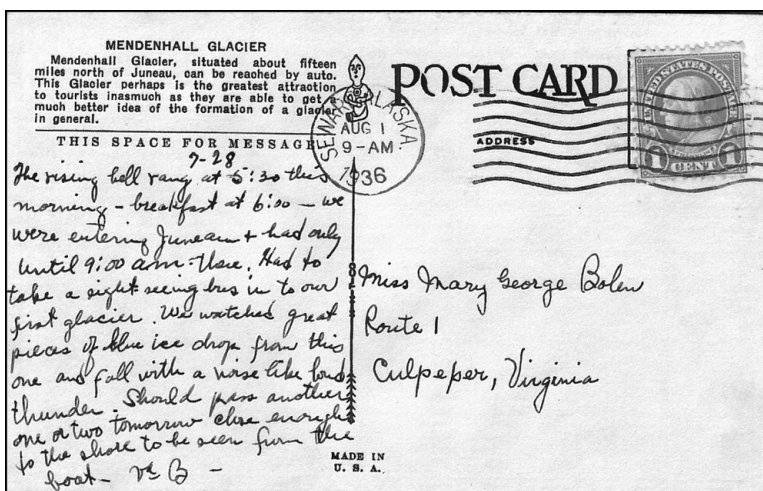 MENDENHALL GLACIER
Mendenhall Glacier, situated about fifteen
miles north of Juneau, can be reached by auto.
This Glacier perhaps is the greatest attraction
to tourists inasmuch as they are able to get a
much better idea of the formation of a glacier
in general.
THIS SPACE FOR MESSAGE
7-28
The rising bell rang at 5:30 this
morning - breakfast at 6:00 - we
were entering Juneau + had only
until 9:00 a.m. there. Had to
take a sight seeing bus in to our
first glacier. We watched great
pieces of blue ice drop from this
one and fall with a noise like loud
thunder. Should pass another
one or two tomorrow close enough
to the shore to be seen from the
boat - B -
POST CARD
ADDRESS
SEWARD ALASKA.
AUG 1
9-AM
1936
UNITED STATES POSTAGE
FRANKLIN
1 CENT 1
Miss Mary George Bolen
Route 1
Culpeper, Virginia
MADE IN
U. S. A.